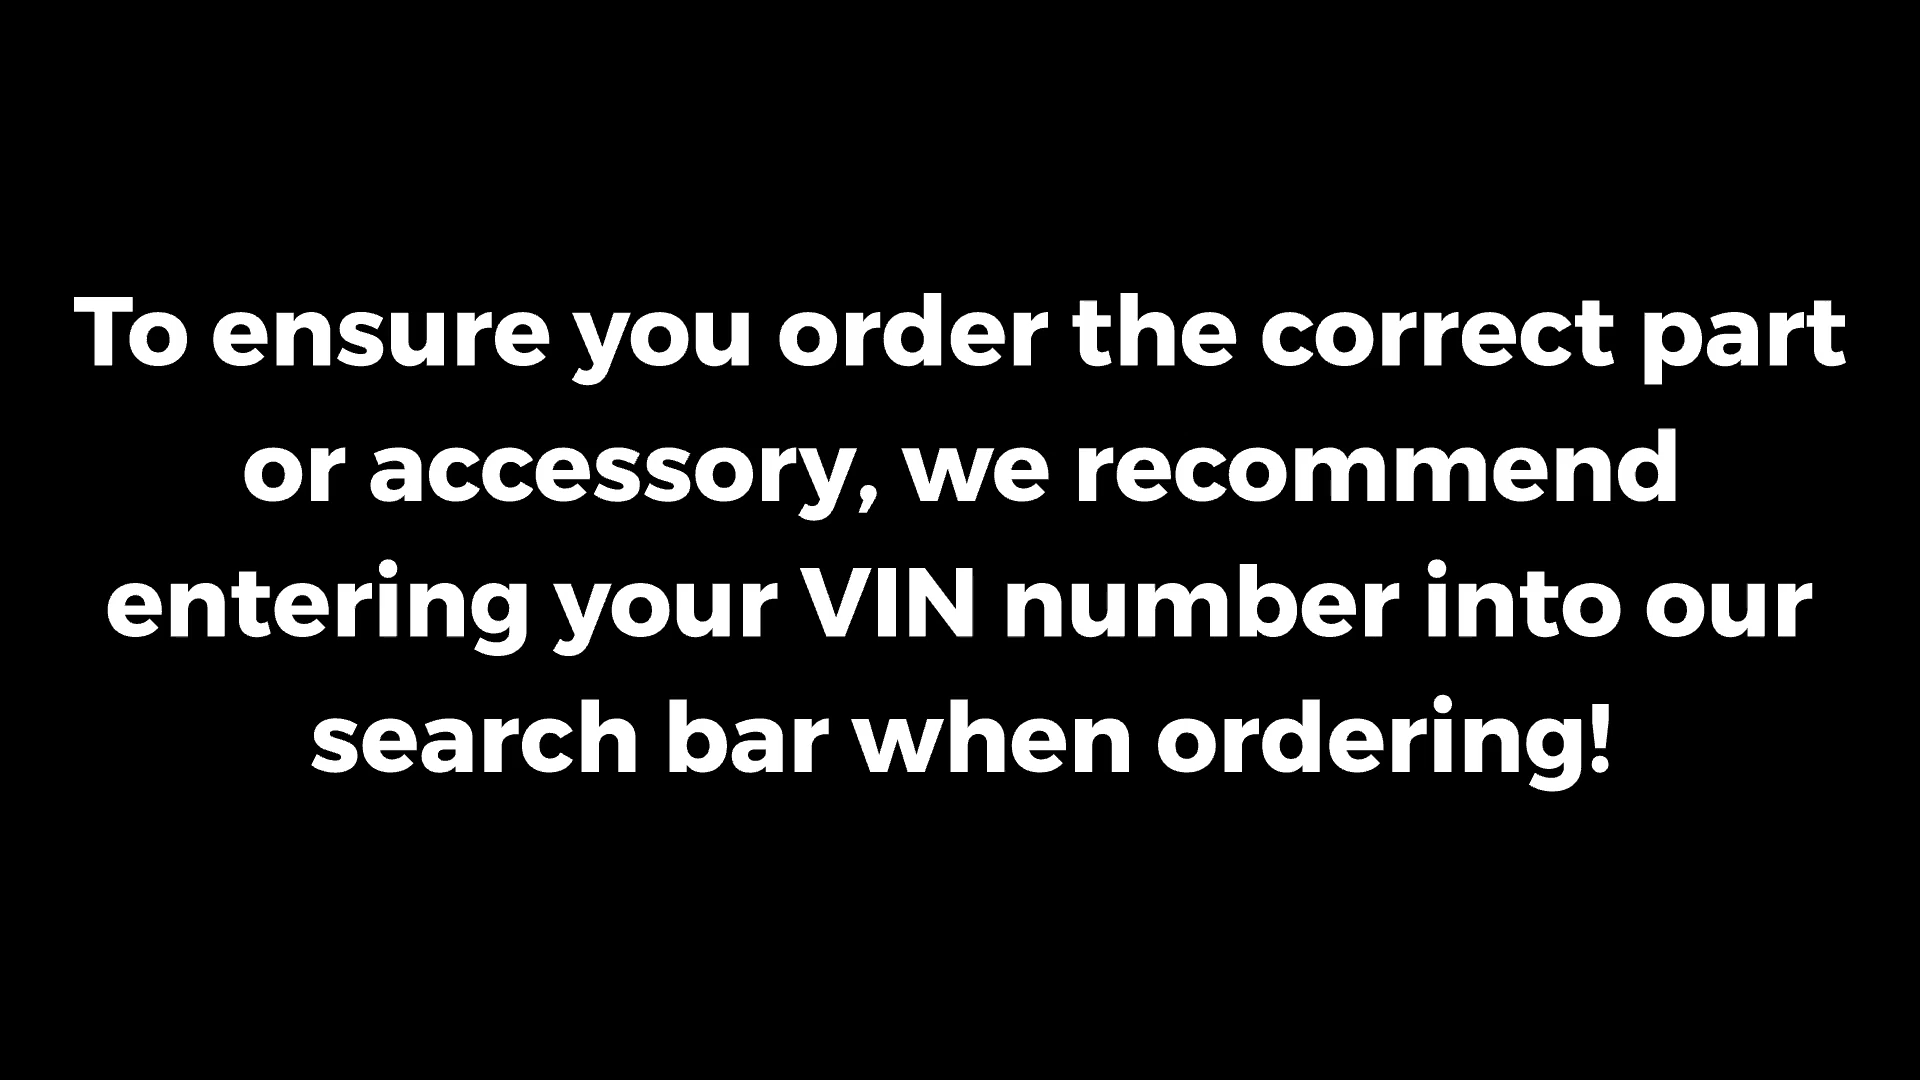 To ensure you order the correct part
or accessory, we recommend
entering your VIN number into our
search bar when ordering!